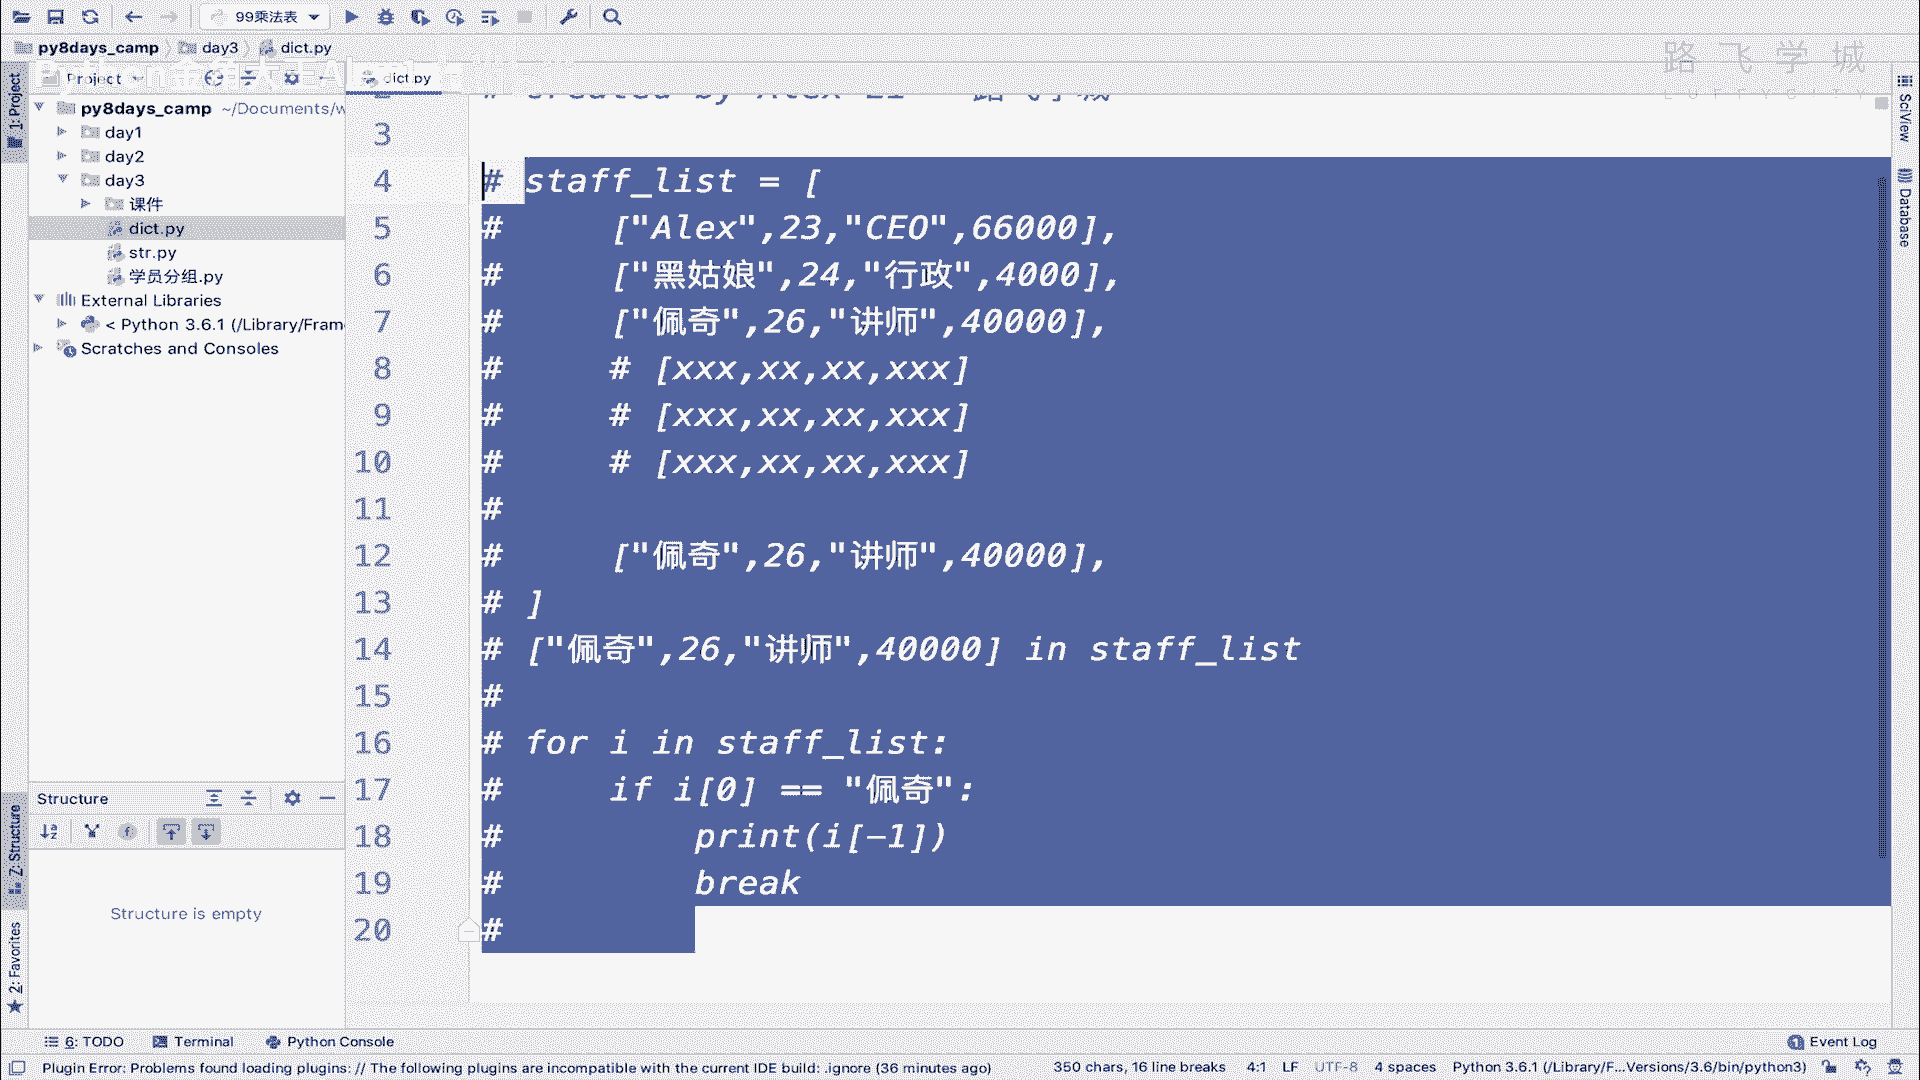 99乘法表
py8days_camp day3 dict.py
路飞学城
LUFFYCITY
Project dict.py
1: Project
py8days_camp ~/Documents/w
day1
day2
day3
课件
dict.py
str.py
学员分组.py
External Libraries
< Python 3.6.1 (/Library/Fram
Scratches and Consoles
3
4 # staff_list = [
5 #     ["Alex",23,"CEO",66000],
6 #     ["黑姑娘",24,"行政",4000],
7 #     ["佩奇",26,"讲师",40000],
8 #     # [xxx,xx,xx,xxx]
9 #     # [xxx,xx,xx,xxx]
10 #     # [xxx,xx,xx,xxx]
11 #
12 #     ["佩奇",26,"讲师",40000],
13 # ]
14 # ["佩奇",26,"讲师",40000] in staff_list
15 #
16 # for i in staff_list:
17 #     if i[0] == "佩奇":
18 #         print(i[-1])
19 #         break
20 #
SciView
Database
Structure
Structure is empty
Z: Structure
2: Favorites
6: TODO Terminal Python Console Event Log
Plugin Error: Problems found loading plugins: // The following plugins are incompatible with the current IDE build: .ignore (36 minutes ago) 350 chars, 16 line breaks 4:1 LF UTF-8 4 spaces Python 3.6.1 (/Library/F...Versions/3.6/bin/python3)